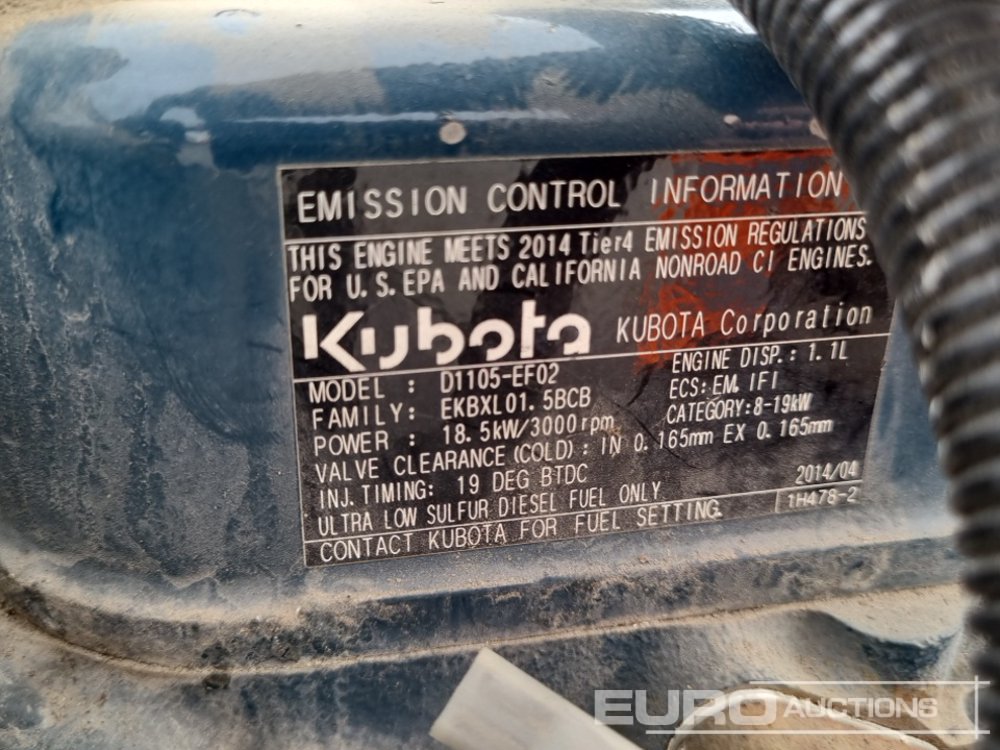 EMISSION CONTROL INFORMATION
THIS ENGINE MEETS 2014 Tier4 EMISSION REGULATIONS
FOR U.S.EPA AND CALIFORNIA NONROAD CI ENGINES.
Kubota KUBOTA Corporation
MODEL : D1105-EF02 ENGINE DISP.: 1.1L
FAMILY: EKBXL01.5BCB ECS: EM, IFI
POWER : 18.5kW/3000rpm CATEGORY:8-19kW
VALVE CLEARANCE(COLD): IN 0.165mm EX 0.165mm
INJ.TIMING: 19 DEG BTDC 2014/04
ULTRA LOW SULFUR DIESEL FUEL ONLY 1H478-2
CONTACT KUBOTA FOR FUEL SETTING.
EURO AUCTIONS